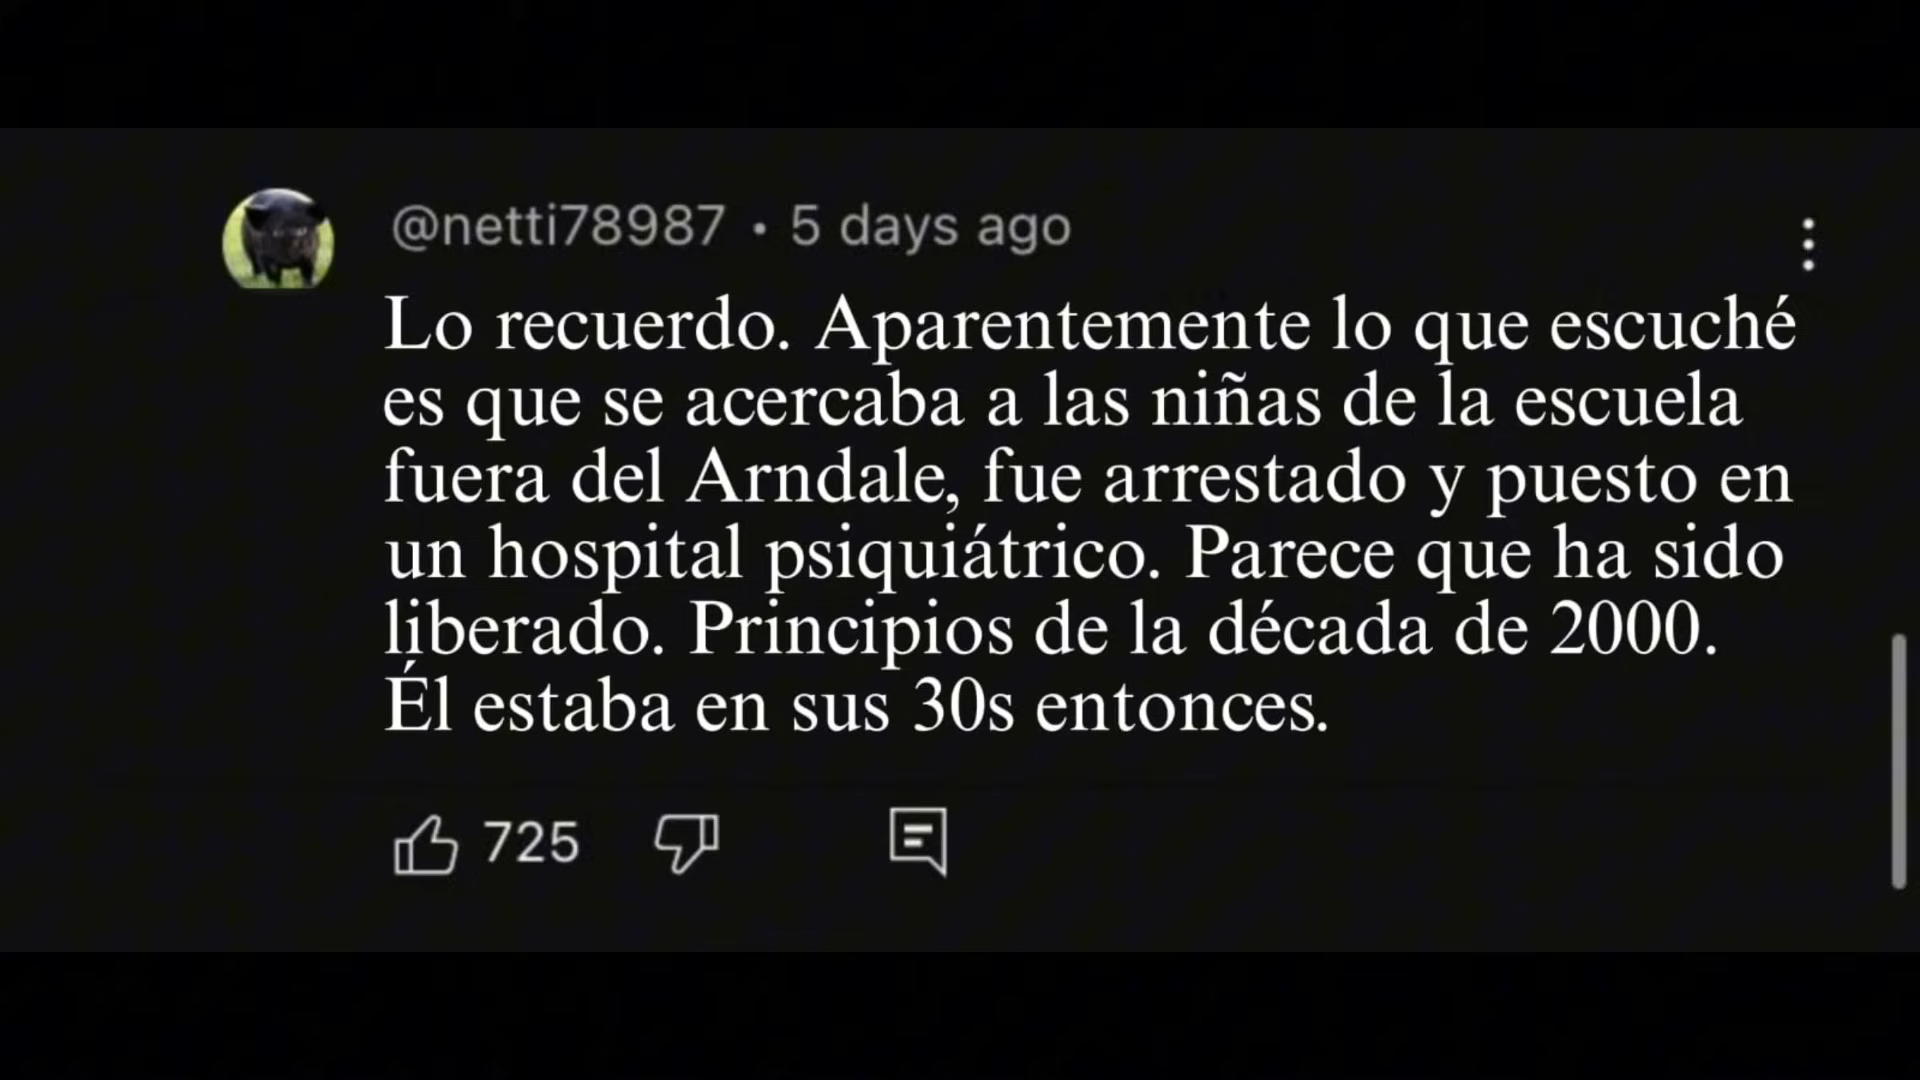 @netti78987 • 5 days ago
Lo recuerdo. Aparentemente lo que escuché
es que se acercaba a las niñas de la escuela
fuera del Arndale, fue arrestado y puesto en
un hospital psiquiátrico. Parece que ha sido
liberado. Principios de la década de 2000.
Él estaba en sus 30s entonces.
725